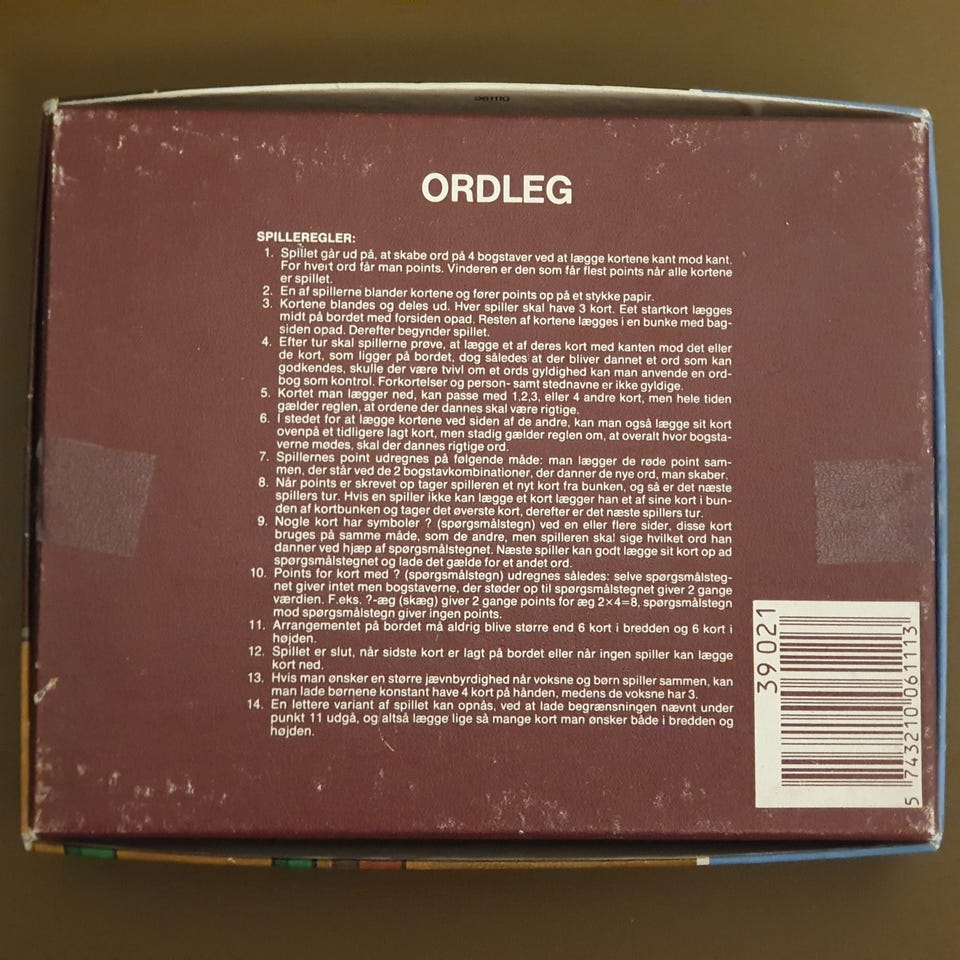 ORDLEG
SPILLEREGLER:
1. Spillet går ud på, at skabe ord på 4 bogstaver ved at lægge kortene kant mod kant.
For hvert ord får man points. Vinderen er den som får flest points når alle kortene
er spillet.
2. En af spillerne blander kortene og fører points op på et stykke papir.
3. Kortene blandes og deles ud. Hver spiller skal have 3 kort. Eet startkort lægges
midt på bordet med forsiden opad. Resten af kortene lægges i en bunke med bag-
siden opad. Derefter begynder spillet.
4. Efter tur skal spillerne prøve, at lægge et af deres kort med kanten mod det eller
de kort, som ligger på bordet, dog således at der bliver dannet et ord som kan
godkendes, skulle der være tvivl om et ords gyldighed kan man anvende en ord-
bog som kontrol. Forkortelser og person- samt stednavne er ikke gyldige.
5. Kortet man lægger ned, kan passe med 1,2,3, eller 4 andre kort, men hele tiden
gælder reglen, at ordene der dannes skal være rigtige.
6. I stedet for at lægge kortene ved siden af de andre, kan man også lægge sit kort
ovenpå et tidligere lagt kort, men stadig gælder reglen om, at overalt hvor bogsta-
verne mødes, skal der dannes rigtige ord.
7. Spillernes point udregnes på følgende måde: man lægger de røde point sam-
men, der står ved de 2 bogstavkombinationer, der danner de nye ord, man skaber.
8. Når points er skrevet op tager spilleren et nyt kort fra bunken, og så er det næste
spillers tur. Hvis en spiller ikke kan lægge et kort lægger han et af sine kort i bun-
den af kortbunken og tager det øverste kort, derefter er det næste spillers tur.
9. Nogle kort har symboler ? (spørgsmålstegn) ved en eller flere sider, disse kort
bruges på samme måde, som de andre, men spilleren skal sige hvilket ord han
danner ved hjæp af spørgsmålstegnet. Næste spiller kan godt lægge sit kort op ad
spørgsmålstegnet og lade det gælde for et andet ord.
10. Points for kort med ? (spørgsmålstegn) udregnes således: selve spørgsmålsteg-
net giver intet men bogstaverne, der støder op til spørgsmålstegnet giver 2 gange
værdien. F.eks. ?-æg (skæg) giver 2 gange points for æg 2×4=8, spørgsmålstegn
mod spørgsmålstegn giver ingen points.
11. Arrangementet på bordet må aldrig blive større end 6 kort i bredden og 6 kort i
højden.
12. Spillet er slut, når sidste kort er lagt på bordet eller når ingen spiller kan lægge
kort ned.
13. Hvis man ønsker en større jævnbyrdighed når voksne og børn spiller sammen, kan
man lade børnene konstant have 4 kort på hånden, medens de voksne har 3.
14. En lettere variant af spillet kan opnås, ved at lade begrænsningen nævnt under
punkt 11 udgå, og altså lægge lige så mange kort man ønsker både i bredden og
højden.
39021
5 743210 061113